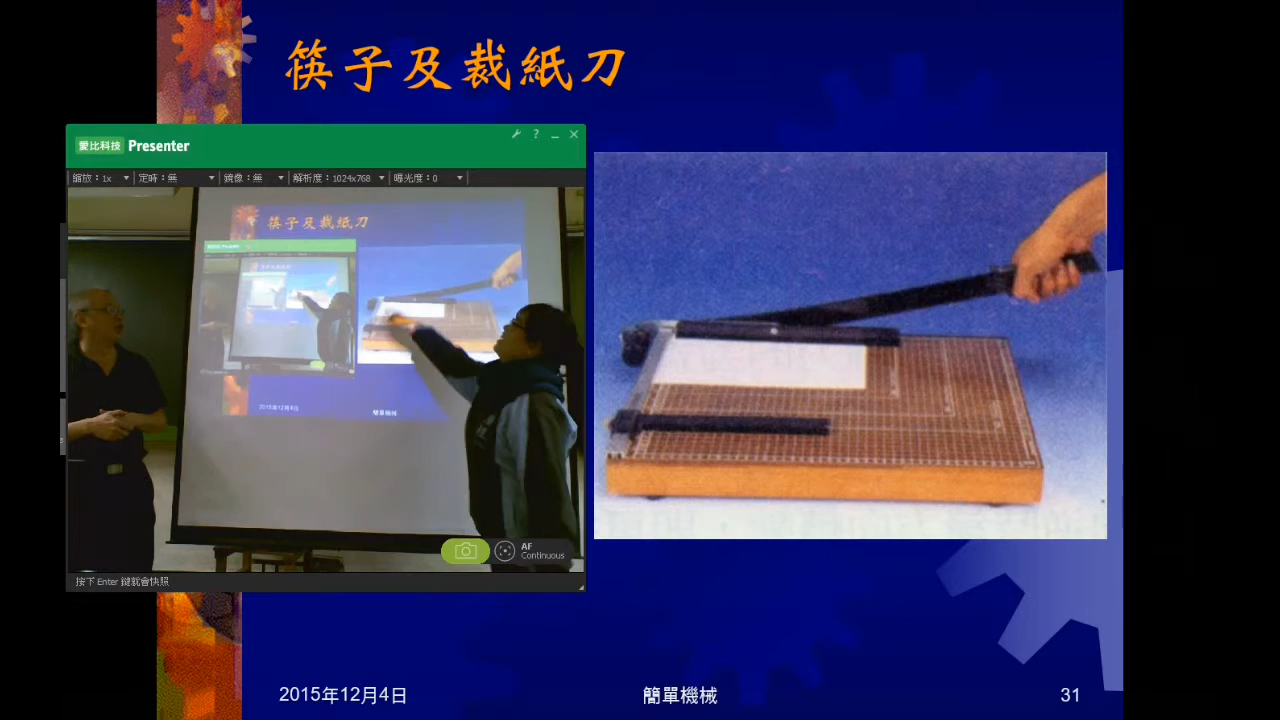 筷子及裁紙刀
愛比科技 Presenter
縮放：1x 定時：無 鏡像：無 解析度：1024x768 曝光度：0
筷子及裁紙刀
2015年12月4日 簡單機械
AF
Continuous
按下 Enter 鍵就會快照
2015年12月4日 簡單機械 31